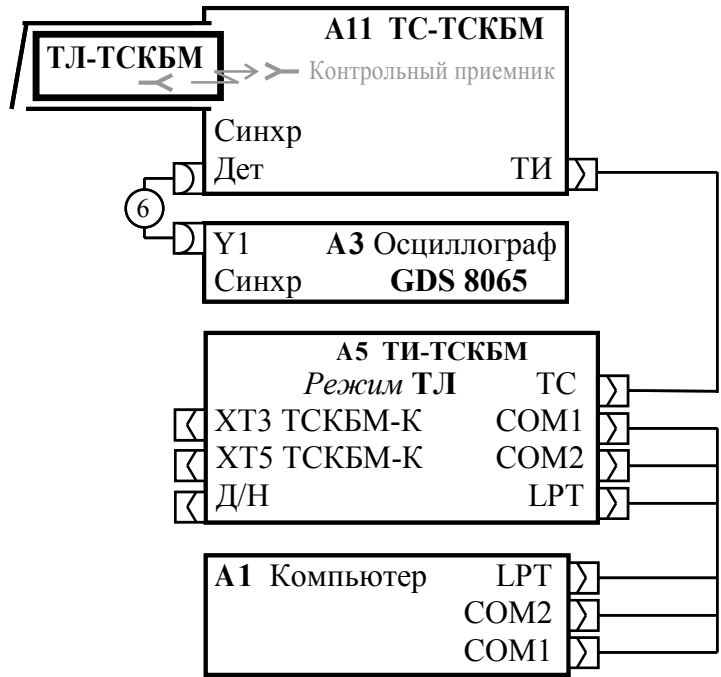 А11 ТС-ТСКБМ
ТЛ-ТСКБМ
Контрольный приемник
Синхр
Дет ТИ
6
Y1 А3 Осциллограф
Синхр GDS 8065
А5 ТИ-ТСКБМ
Режим ТЛ ТС
ХТ3 ТСКБМ-К COM1
ХТ5 ТСКБМ-К COM2
Д/Н LPT
А1 Компьютер LPT
COM2
COM1